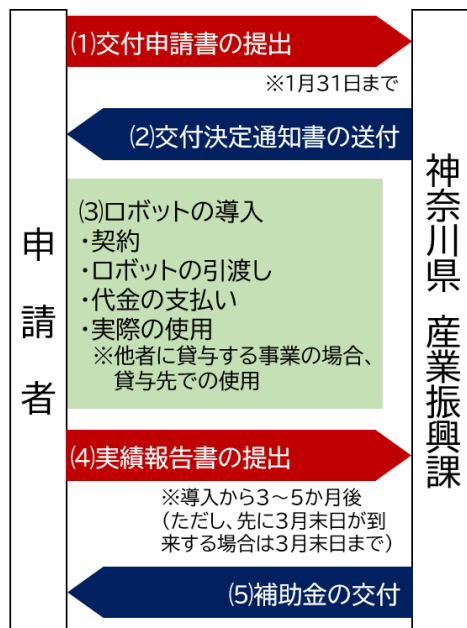 申請者
⑴交付申請書の提出
※1月31日まで
⑵交付決定通知書の送付
⑶ロボットの導入
・契約
・ロボットの引渡し
・代金の支払い
・実際の使用
※他者に貸与する事業の場合、
貸与先での使用
⑷実績報告書の提出
※導入から3～5か月後
（ただし、先に3月末日が到
来する場合は3月末日まで）
⑸補助金の交付
神奈川県 産業振興課